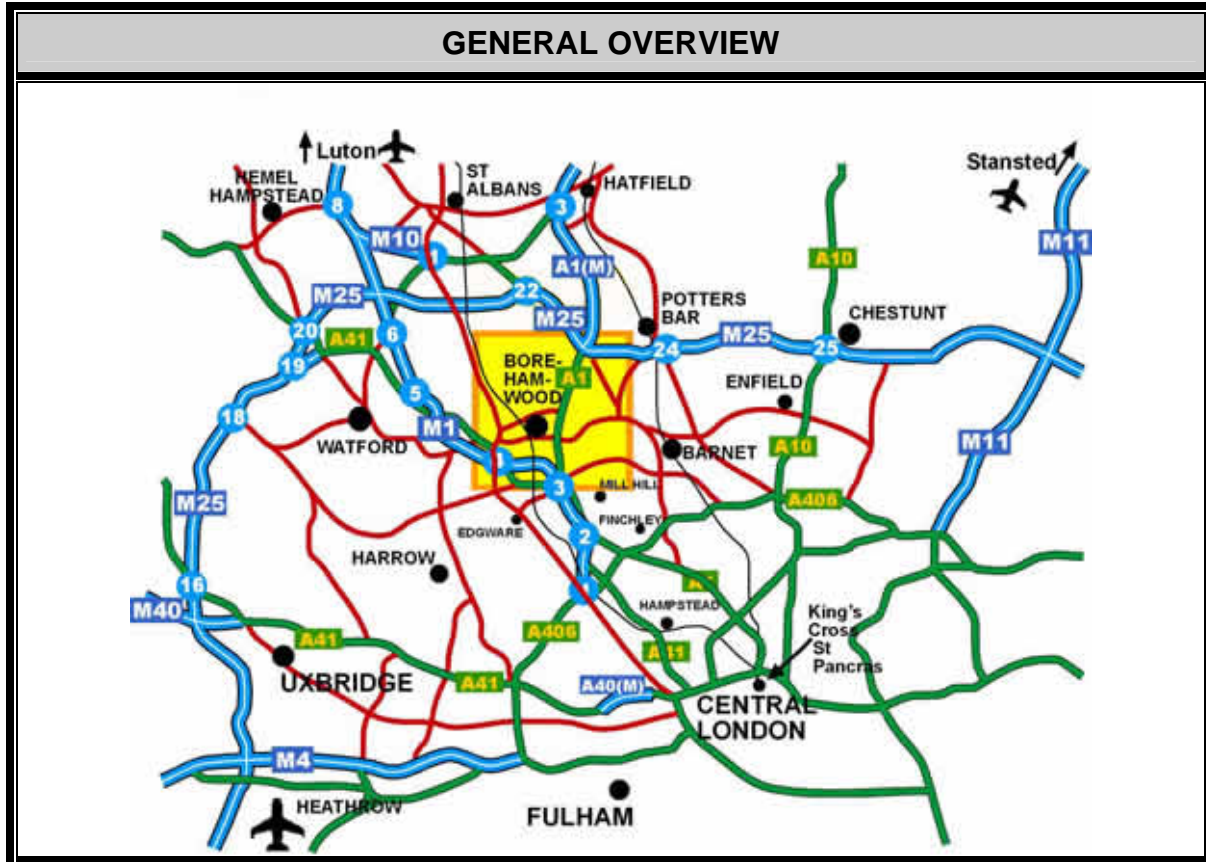 GENERAL OVERVIEW
Luton
Stansted
HEMEL
HAMPSTEAD
ST
ALBANS
HATFIELD
8
3
M10
1
A1(M)
M11
A10
M25
22
M25
POTTERS
BAR
M25
CHESTUNT
20
A41
6
24
25
19
BORE-
HAM-
WOOD
A1
ENFIELD
5
18
M1
WATFORD
BARNET
A10
M11
M25
3
MILL HILL
A406
EDGWARE
FINCHLEY
2
HARROW
16
1
M40
HAMPSTEAD
King's
Cross
St
Pancras
A41
A406
A41
UXBRIDGE
A41
A40(M)
CENTRAL
LONDON
M4
HEATHROW
FULHAM